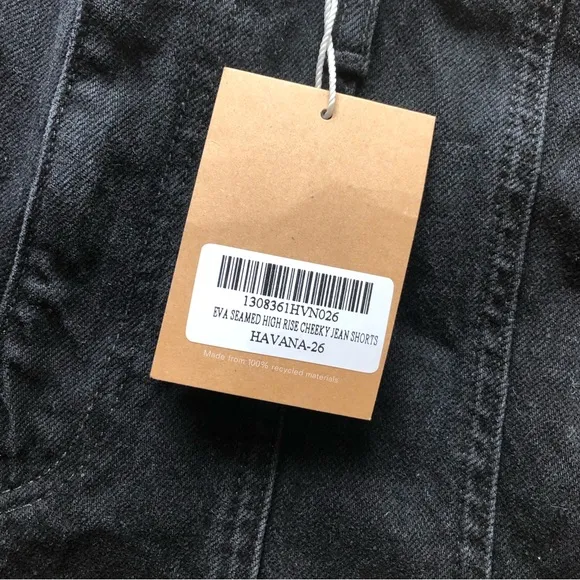 1308361HVN026
EVA SEAMED HIGH RISE CHEEKY JEAN SHORTS
HAVANA-26
Made from 100% recycled materials.